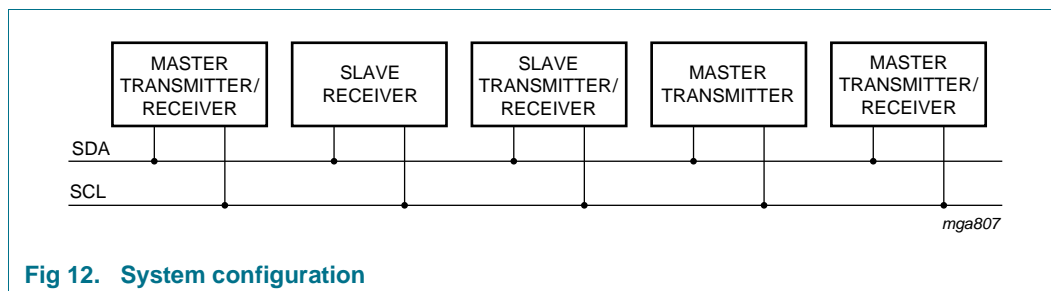 MASTER
TRANSMITTER/
RECEIVER
SLAVE
RECEIVER
SLAVE
TRANSMITTER/
RECEIVER
MASTER
TRANSMITTER
MASTER
TRANSMITTER/
RECEIVER
SDA
SCL
mga807
Fig 12. System configuration